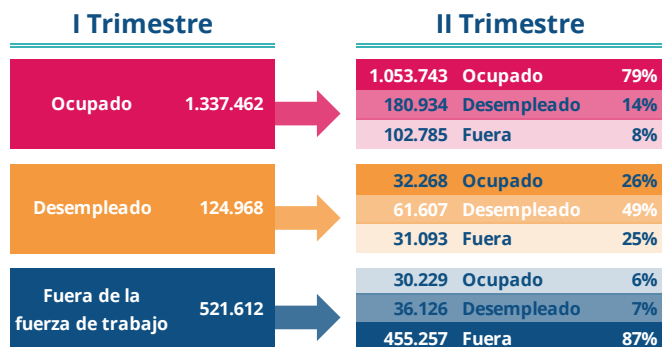 I Trimestre
II Trimestre
Ocupado 1.337.462
1.053.743 Ocupado 79%
180.934 Desempleado 14%
102.785 Fuera 8%
Desempleado 124.968
32.268 Ocupado 26%
61.607 Desempleado 49%
31.093 Fuera 25%
Fuera de la
fuerza de trabajo 521.612
30.229 Ocupado 6%
36.126 Desempleado 7%
455.257 Fuera 87%